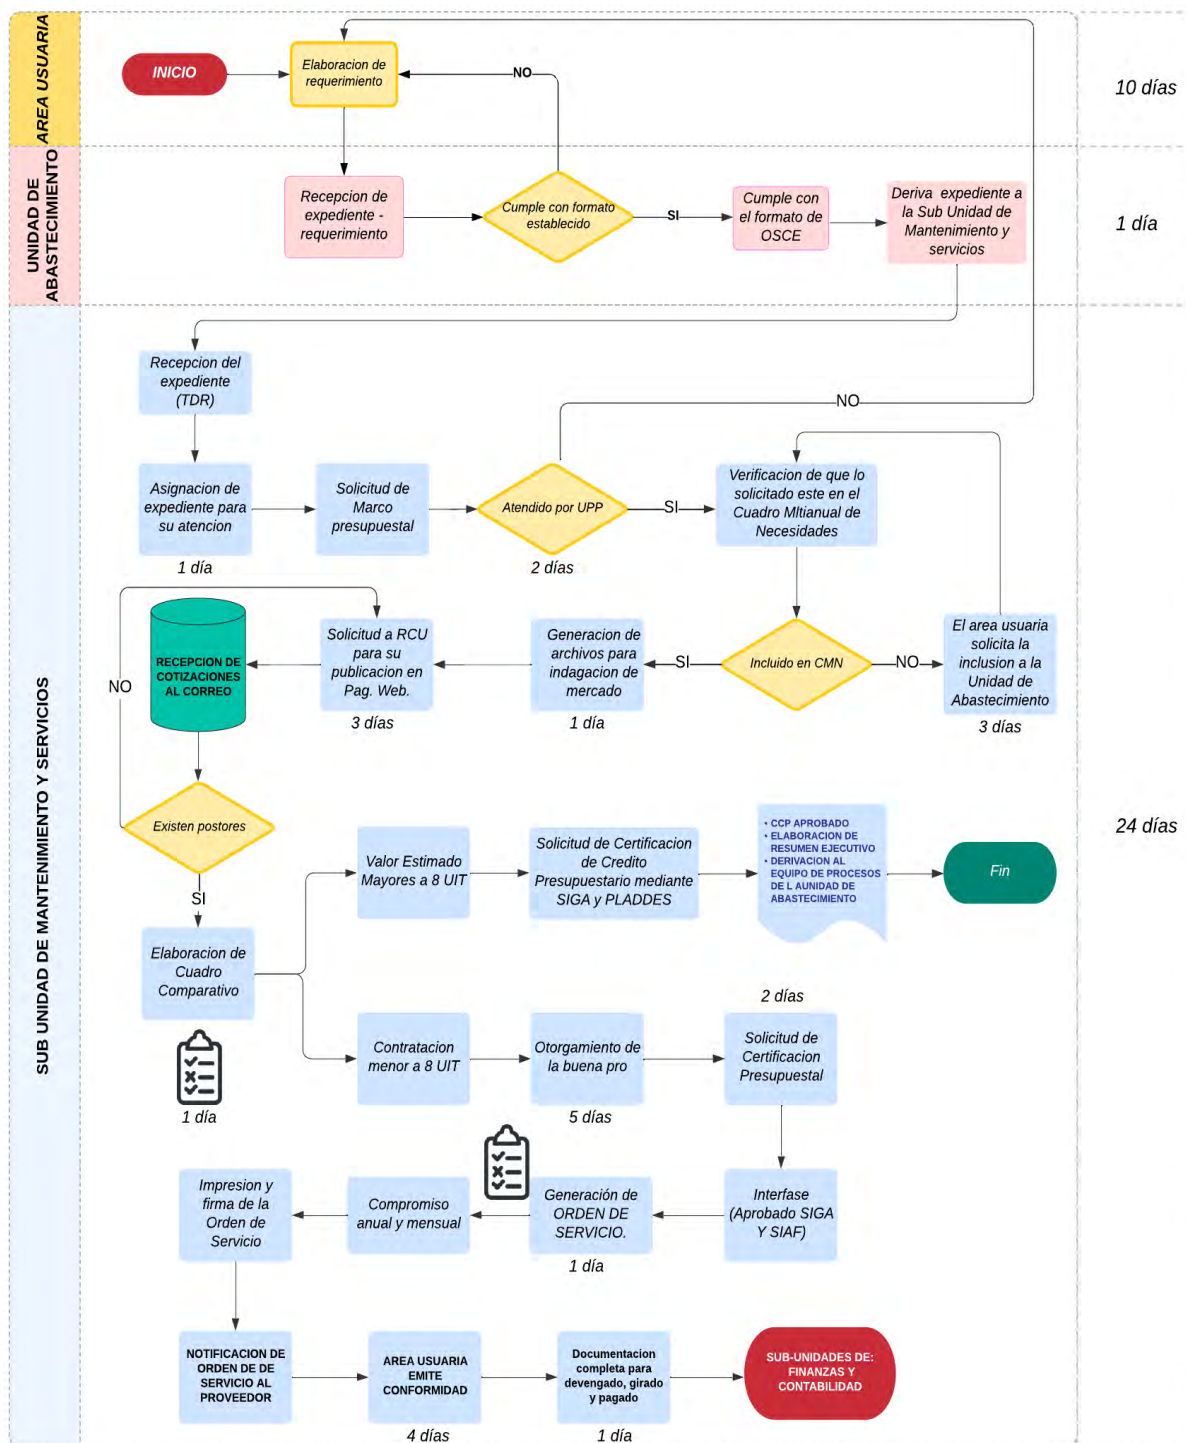 AREA USUARIA
INICIO
Elaboracion de
requerimiento
NO
10 días
UNIDAD DE
ABASTECIMIENTO
Recepcion de
expediente -
requerimiento
Cumple con formato
establecido
SI
Cumple con
el formato de
OSCE
Deriva expediente a
la Sub Unidad de
Mantenimiento y
servicios
1 día
SUB UNIDAD DE MANTENIMIENTO Y SERVICIOS
Recepcion del
expediente
(TDR)
NO
Asignacion de
expediente para
su atencion
1 día
Solicitud de
Marco
presupuestal
Atendido por UPP
2 días
SI
Verificacion de que lo
solicitado este en el
Cuadro Mltianual de
Necesidades
RECEPCION DE
COTIZACIONES
AL CORREO
Solicitud a RCU
para su
publicacion en
Pag. Web.
3 días
Generacion de
archivos para
indagacion de
mercado
1 día
SI
Incluido en CMN
NO
El area usuaria
solicita la
inclusion a la
Unidad de
Abastecimiento
3 días
NO
Existen postores
SI
24 días
Valor Estimado
Mayores a 8 UIT
Solicitud de Certificacion
de Credito
Presupuestario mediante
SIGA y PLADDES
• CCP APROBADO
• ELABORACION DE
RESUMEN EJECUTIVO
• DERIVACION AL
EQUIPO DE PROCESOS
DE L AUNIDAD DE
ABASTECIMIENTO
Fin
Elaboracion de
Cuadro
Comparativo
1 día
Contratacion
menor a 8 UIT
Otorgamiento de
la buena pro
5 días
2 días
Solicitud de
Certificacion
Presupuestal
Impresion y
firma de la
Orden de
Servicio
Compromiso
anual y mensual
Generación de
ORDEN DE
SERVICIO.
1 día
Interfase
(Aprobado SIGA
Y SIAF)
NOTIFICACION DE
ORDEN DE DE
SERVICIO AL
PROVEEDOR
AREA USUARIA
EMITE
CONFORMIDAD
4 días
Documentacion
completa para
devengado, girado
y pagado
1 día
SUB-UNIDADES DE:
FINANZAS Y
CONTABILIDAD